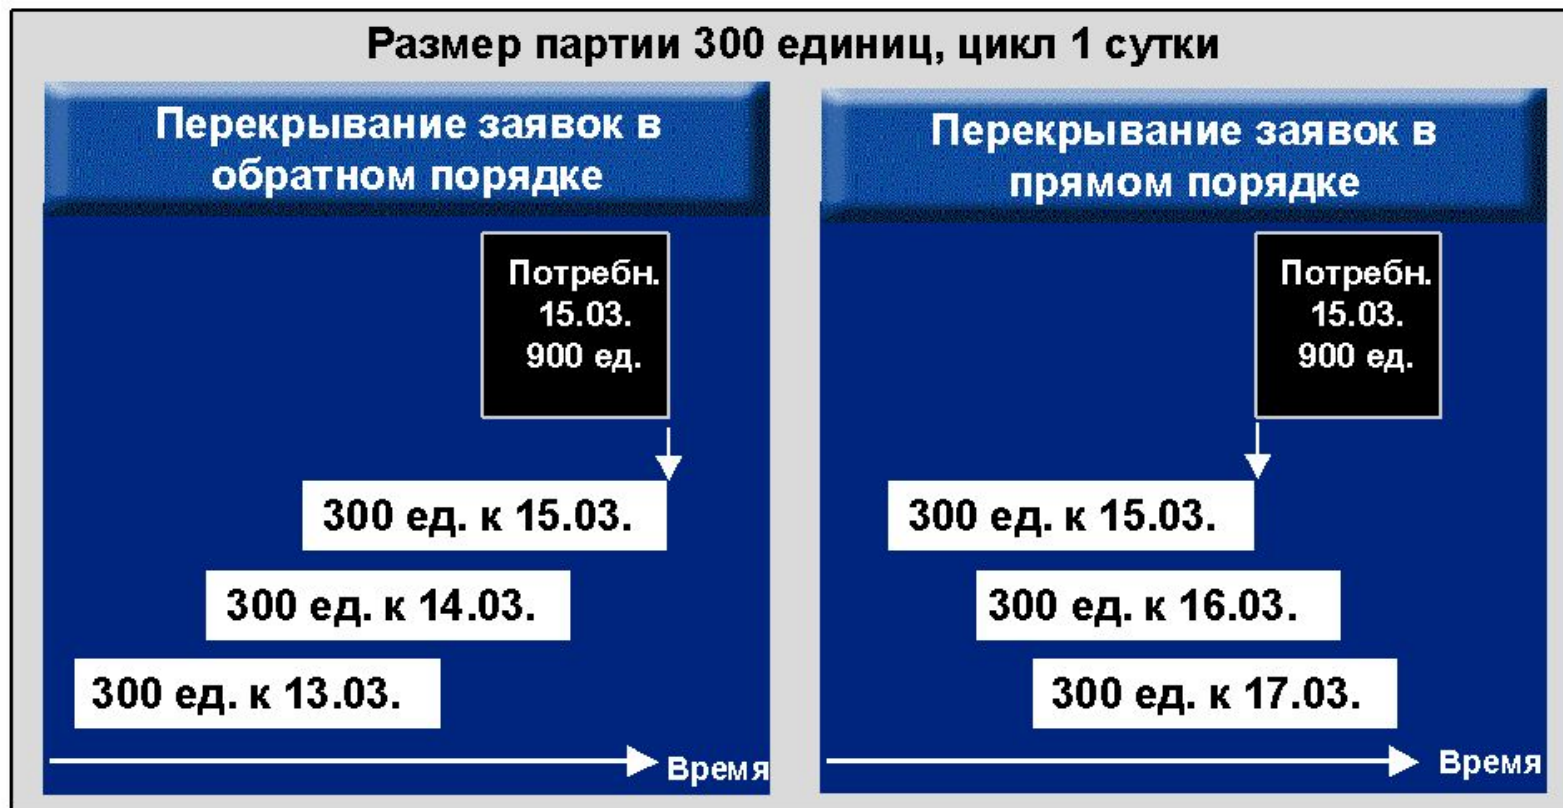 Размер партии 300 единиц, цикл 1 сутки
Перекрывание заявок в
обратном порядке
Потребн.
15.03.
900 ед.
300 ед. к 15.03.
300 ед. к 14.03.
300 ед. к 13.03.
Время
Перекрывание заявок в
прямом порядке
Потребн.
15.03.
900 ед.
300 ед. к 15.03.
300 ед. к 16.03.
300 ед. к 17.03.
Время